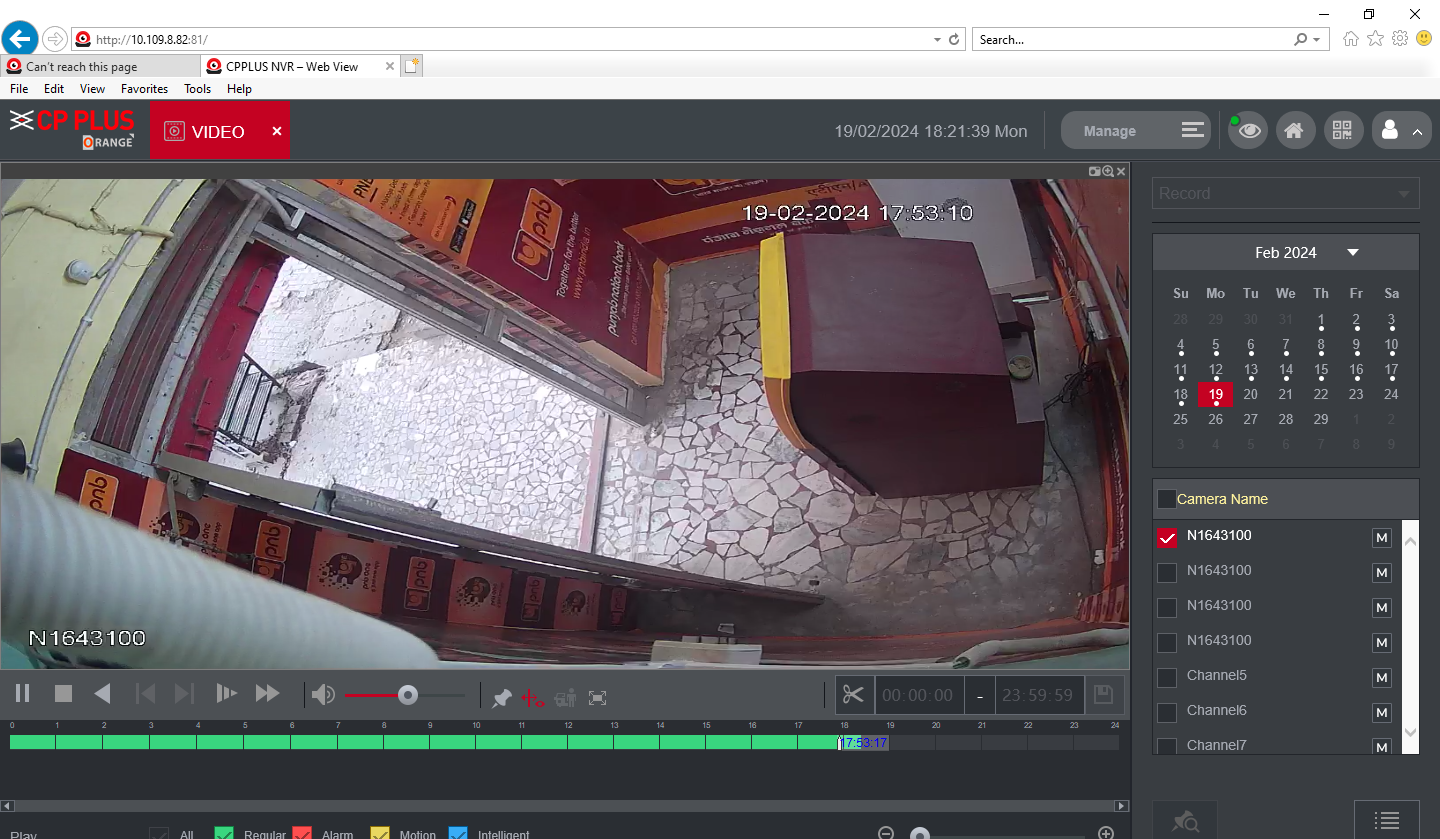 http://10.109.8.82:81/
Search...
Can't reach this page
CPPLUS NVR – Web View
File Edit View Favorites Tools Help
CP PLUS
ORANGE
VIDEO
19/02/2024 18:21:39 Mon
Manage
19-02-2024 17:53:10
pnb
Together for the better
www.pnbindia.in
punjab national bank
pnb
pnb
pnb
pnb
N1643100
Record
Feb 2024
Su Mo Tu We Th Fr Sa
28 29 30 31 1 2 3
4 5 6 7 8 9 10
11 12 13 14 15 16 17
18 19 20 21 22 23 24
25 26 27 28 29 1 2
3 4 5 6 7 8 9
Camera Name
N1643100 M
N1643100 M
N1643100 M
N1643100 M
Channel5 M
Channel6 M
Channel7 M
00:00:00 - 23:59:59
0 1 2 3 4 5 6 7 8 9 10 11 12 13 14 15 16 17 18 19 20 21 22 23 24
17:53:17
Play All Regular Alarm Motion Intelligent